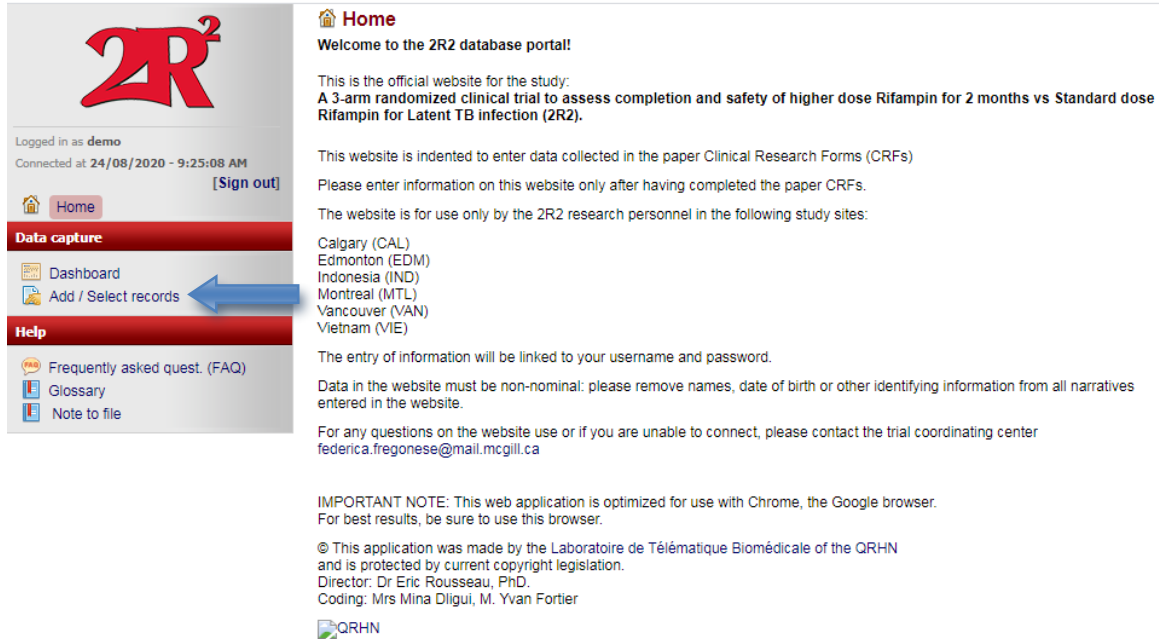 2R2
Logged in as demo
Connected at 24/08/2020 - 9:25:08 AM
[Sign out]
Home
Data capture
Dashboard
Add / Select records
Help
FAQ
Frequently asked quest. (FAQ)
Glossary
Note to file
Home
Welcome to the 2R2 database portal!
This is the official website for the study:
A 3-arm randomized clinical trial to assess completion and safety of higher dose Rifampin for 2 months vs Standard dose
Rifampin for Latent TB infection (2R2).
This website is indented to enter data collected in the paper Clinical Research Forms (CRFs)
Please enter information on this website only after having completed the paper CRFs.
The website is for use only by the 2R2 research personnel in the following study sites:
Calgary (CAL)
Edmonton (EDM)
Indonesia (IND)
Montreal (MTL)
Vancouver (VAN)
Vietnam (VIE)
The entry of information will be linked to your username and password.
Data in the website must be non-nominal: please remove names, date of birth or other identifying information from all narratives
entered in the website.
For any questions on the website use or if you are unable to connect, please contact the trial coordinating center
federica.fregonese@mail.mcgill.ca
IMPORTANT NOTE: This web application is optimized for use with Chrome, the Google browser.
For best results, be sure to use this browser.
© This application was made by the Laboratoire de Télématique Biomédicale of the QRHN
and is protected by current copyright legislation.
Director: Dr Eric Rousseau, PhD.
Coding: Mrs Mina Dligui, M. Yvan Fortier
QRHN